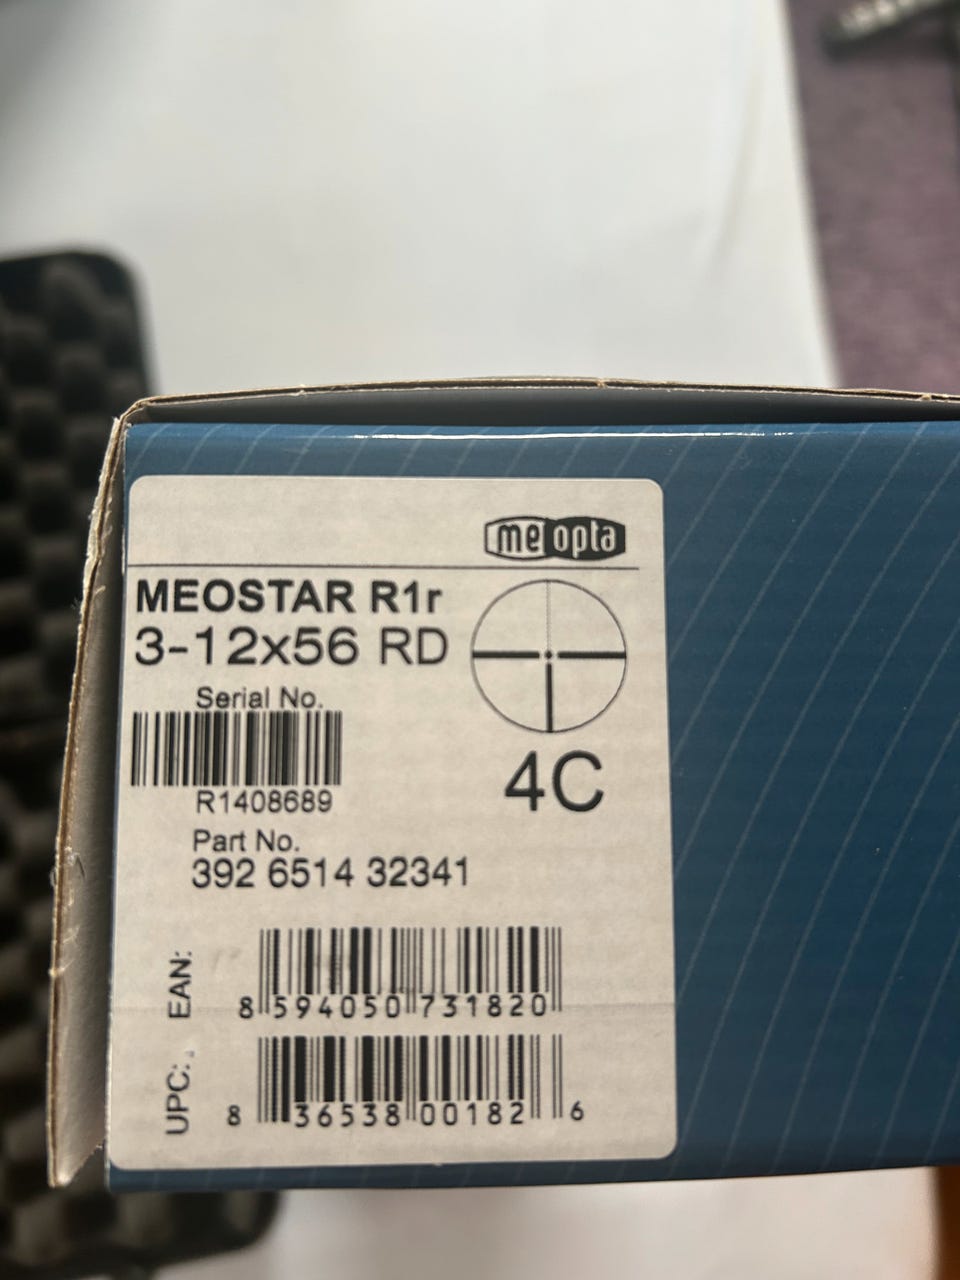 meopta
MEOSTAR R1r
3-12x56 RD
Serial No.
R1408689
4C
Part No.
392 6514 32341
EAN:
8 594050 731820
UPC:
8 36538 00182 6